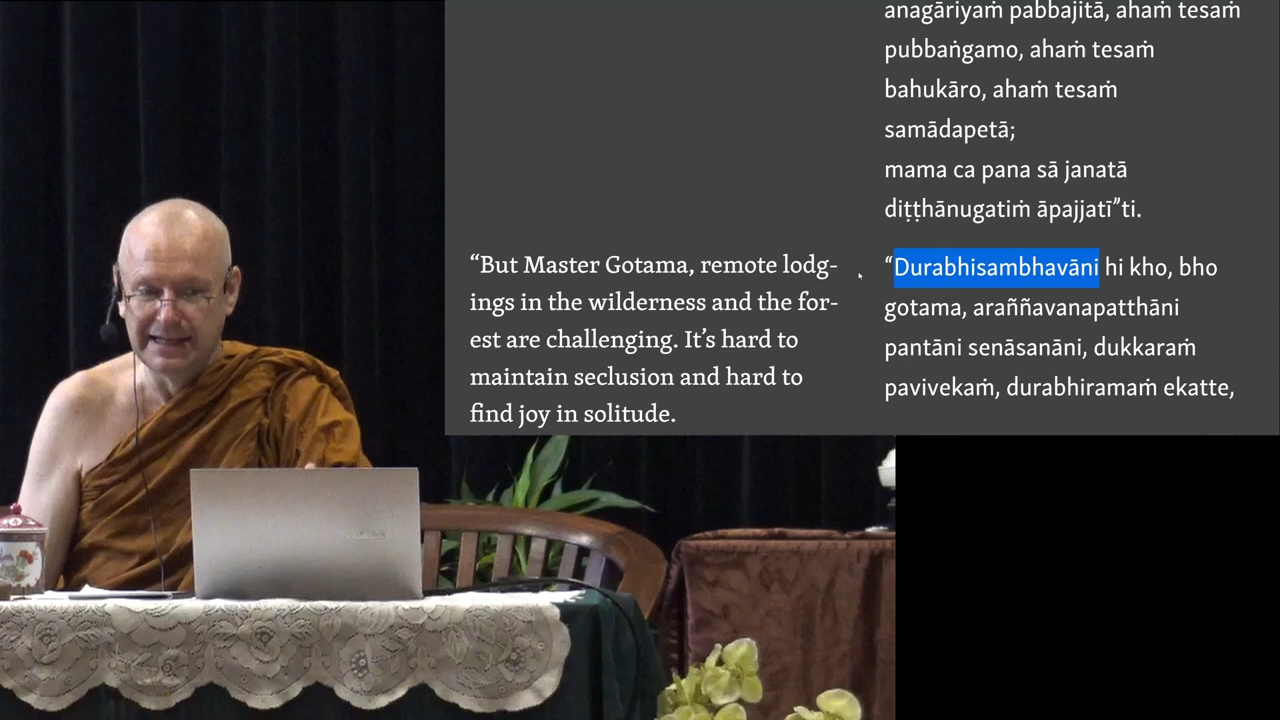 anagāriyaṁ pabbajitā, ahaṁ tesaṁ
pubbaṅgamo, ahaṁ tesaṁ
bahukāro, ahaṁ tesaṁ
samādapetā;
mama ca pana sā janatā
diṭṭhānugatiṁ āpajjatī”ti.
“But Master Gotama, remote lodg-
ings in the wilderness and the for-
est are challenging. It’s hard to
maintain seclusion and hard to
find joy in solitude.
“Durabhisambhavāni hi kho, bho
gotama, araññavanapatthāni
pantāni senāsanāni, dukkaraṁ
pavivekaṁ, durabhiramaṁ ekatte,